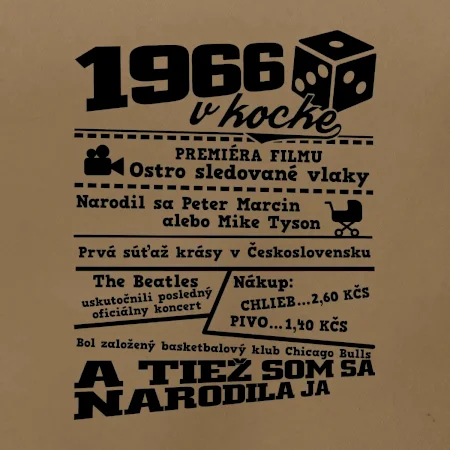 1966
v kocke
PREMIÉRA FILMU
Ostro sledované vlaky
Narodil sa Peter Marcin
alebo Mike Tyson
Prvá súťaž krásy v Československu
The Beatles
uskutočnili posledný
oficiálny koncert
Nákup:
CHLIEB...2,60 KČS
PIVO...1,40 KČS
Bol založený basketbalový klub Chicago Bulls
A TIEŽ SOM SA
NARODILA JA